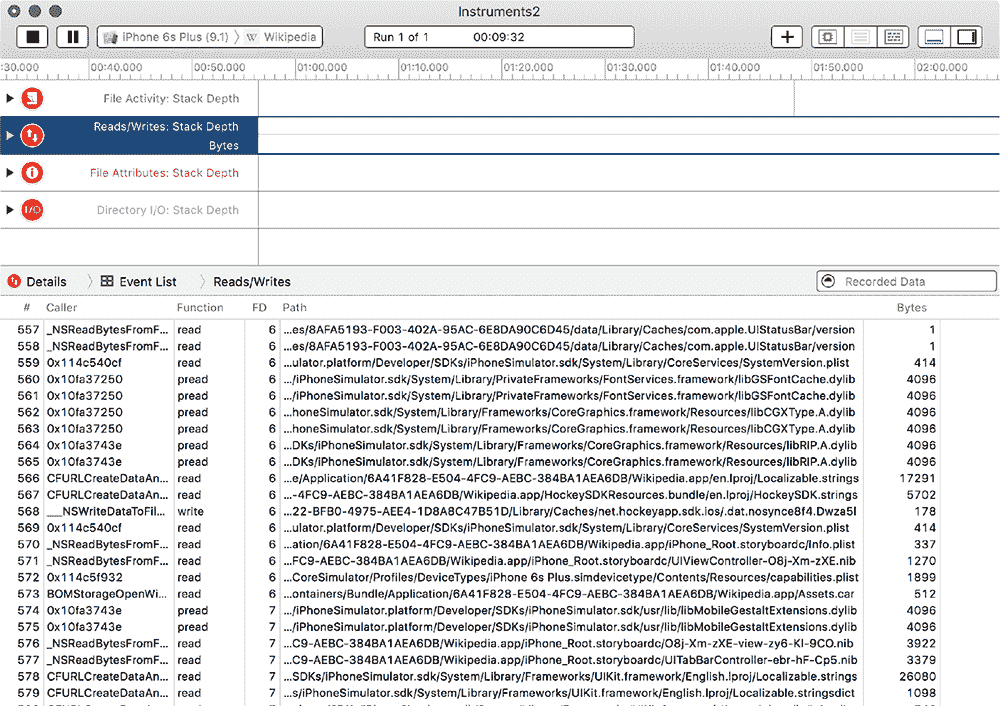 Instruments2
iPhone 6s Plus (9.1) 〉 W Wikipedia Run 1 of 1 00:09:32
:30.000 00:40.000 00:50.000 01:00.000 01:10.000 01:20.000 01:30.000 01:40.000 01:50.000 02:00.000
File Activity: Stack Depth
Reads/Writes: Stack Depth
Bytes
File Attributes: Stack Depth
I/O Directory I/O: Stack Depth
Details 〉 Event List 〉 Reads/Writes Recorded Data
# Caller Function FD Path Bytes
557 _NSReadBytesFromF... read 6 ...es/8AFA5193-F003-402A-95AC-6E8DA90C6D45/data/Library/Caches/com.apple.UIStatusBar/version 1
558 _NSReadBytesFromF... read 6 ...es/8AFA5193-F003-402A-95AC-6E8DA90C6D45/data/Library/Caches/com.apple.UIStatusBar/version 1
559 0x114c540cf read 6 ...ulator.platform/Developer/SDKs/iPhoneSimulator.sdk/System/Library/CoreServices/SystemVersion.plist 414
560 0x10fa37250 pread 6 .../iPhoneSimulator.sdk/System/Library/PrivateFrameworks/FontServices.framework/libGSFontCache.dylib 4096
561 0x10fa37250 pread 6 .../iPhoneSimulator.sdk/System/Library/PrivateFrameworks/FontServices.framework/libGSFontCache.dylib 4096
562 0x10fa37250 pread 6 ...honeSimulator.sdk/System/Library/Frameworks/CoreGraphics.framework/Resources/libCGXType.A.dylib 4096
563 0x10fa37250 pread 6 ...honeSimulator.sdk/System/Library/Frameworks/CoreGraphics.framework/Resources/libCGXType.A.dylib 4096
564 0x10fa3743e pread 6 ...DKs/iPhoneSimulator.sdk/System/Library/Frameworks/CoreGraphics.framework/Resources/libRIP.A.dylib 4096
565 0x10fa3743e pread 6 ...DKs/iPhoneSimulator.sdk/System/Library/Frameworks/CoreGraphics.framework/Resources/libRIP.A.dylib 4096
566 CFURLCreateDataAn... read 6 ...e/Application/6A41F828-E504-4FC9-AEBC-384BA1AEA6DB/Wikipedia.app/en.lproj/Localizable.strings 17291
567 CFURLCreateDataAn... read 6 ...-4FC9-AEBC-384BA1AEA6DB/Wikipedia.app/HockeySDKResources.bundle/en.lproj/HockeySDK.strings 5702
568 ___NSWriteDataToFil... write 6 ...22-BFB0-4975-AEE4-1D8A8C47B51D/Library/Caches/net.hockeyapp.sdk.ios/.dat.nosynce8f4.Dwza5l 178
569 0x114c540cf read 6 ...ulator.platform/Developer/SDKs/iPhoneSimulator.sdk/System/Library/CoreServices/SystemVersion.plist 414
570 _NSReadBytesFromF... read 6 ...ation/6A41F828-E504-4FC9-AEBC-384BA1AEA6DB/Wikipedia.app/iPhone_Root.storyboardc/Info.plist 337
571 _NSReadBytesFromF... read 6 ...FC9-AEBC-384BA1AEA6DB/Wikipedia.app/iPhone_Root.storyboardc/UIViewController-O8j-Xm-zXE.nib 1270
572 0x114c5f932 read 6 ...CoreSimulator/Profiles/DeviceTypes/iPhone 6s Plus.simdevicetype/Contents/Resources/capabilities.plist 1899
573 BOMStorageOpenWi... read 6 ...ontainers/Bundle/Application/6A41F828-E504-4FC9-AEBC-384BA1AEA6DB/Wikipedia.app/Assets.car 512
574 0x10fa3743e pread 7 .../iPhoneSimulator.platform/Developer/SDKs/iPhoneSimulator.sdk/usr/lib/libMobileGestaltExtensions.dylib 4096
575 0x10fa3743e pread 7 .../iPhoneSimulator.platform/Developer/SDKs/iPhoneSimulator.sdk/usr/lib/libMobileGestaltExtensions.dylib 4096
576 _NSReadBytesFromF... read 7 ...C9-AEBC-384BA1AEA6DB/Wikipedia.app/iPhone_Root.storyboardc/O8j-Xm-zXE-view-zy6-KI-9CO.nib 3922
577 _NSReadBytesFromF... read 7 ...C9-AEBC-384BA1AEA6DB/Wikipedia.app/iPhone_Root.storyboardc/UITabBarController-ebr-hF-Cp5.nib 3379
578 CFURLCreateDataAn... read 7 ...SDKs/iPhoneSimulator.sdk/System/Library/Frameworks/UIKit.framework/English.lproj/Localizable.strings 26080
579 CFURLCreateDataAn... read 7 ...s/iPhoneSimulator.sdk/System/Library/Frameworks/UIKit.framework/English.lproj/Localizable.stringsdict 1098